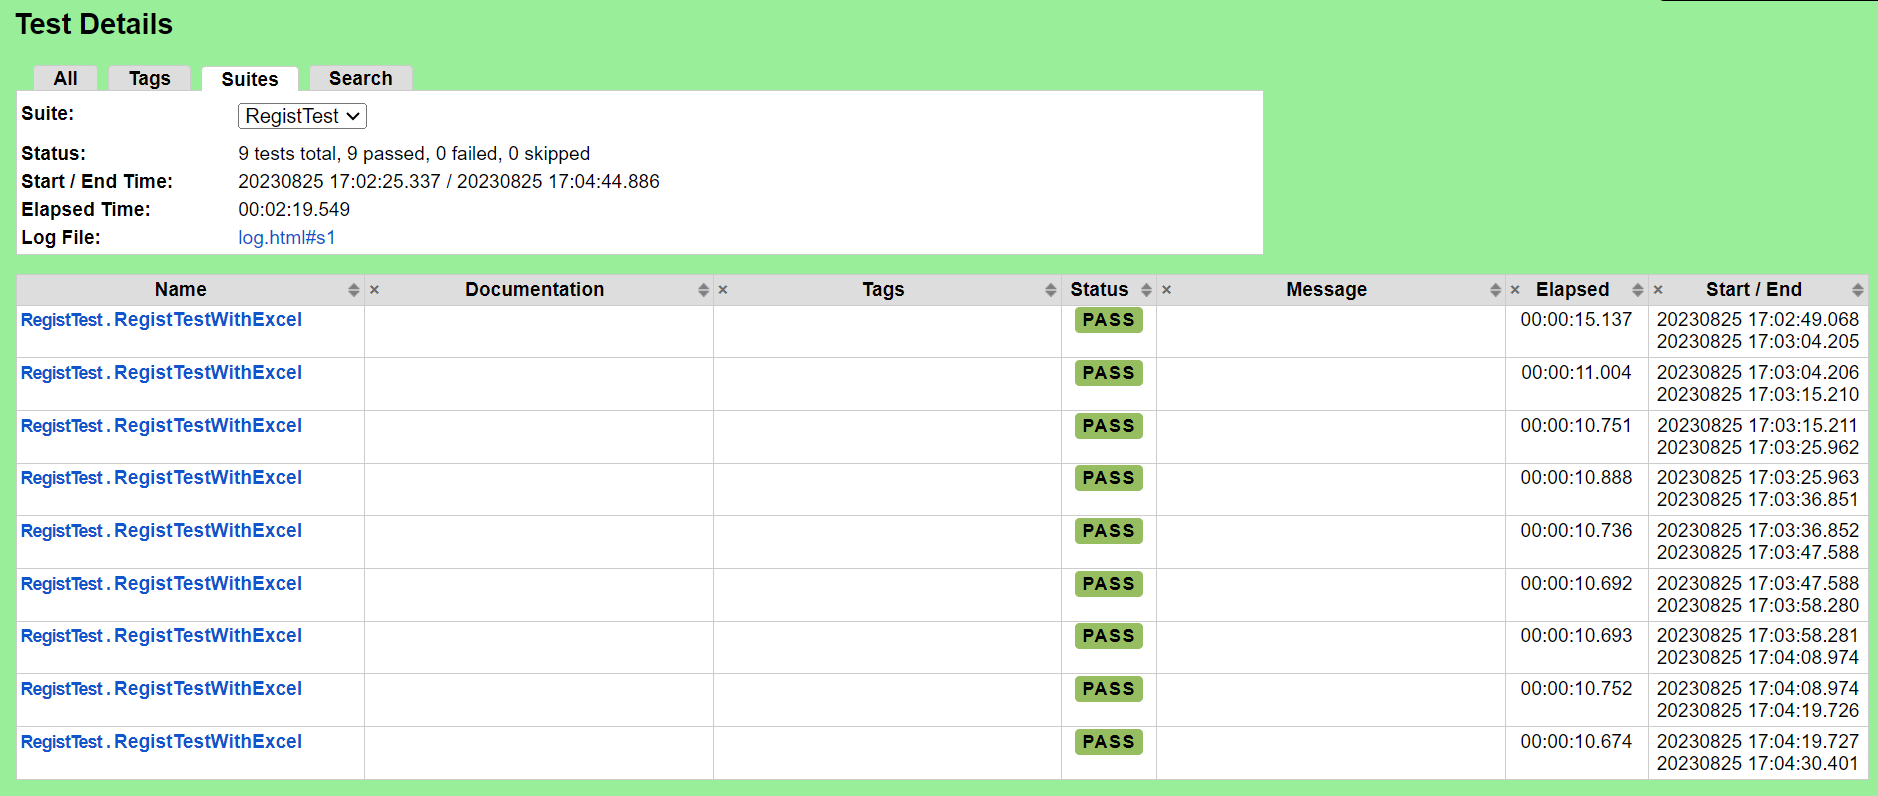 Test Details
All Tags Suites Search
Suite: RegistTest
Status: 9 tests total, 9 passed, 0 failed, 0 skipped
Start / End Time: 20230825 17:02:25.337 / 20230825 17:04:44.886
Elapsed Time: 00:02:19.549
Log File: log.html#s1
Name × Documentation × Tags Status × Message × Elapsed × Start / End
RegistTest . RegistTestWithExcel PASS 00:00:15.137 20230825 17:02:49.068
20230825 17:03:04.205
RegistTest . RegistTestWithExcel PASS 00:00:11.004 20230825 17:03:04.206
20230825 17:03:15.210
RegistTest . RegistTestWithExcel PASS 00:00:10.751 20230825 17:03:15.211
20230825 17:03:25.962
RegistTest . RegistTestWithExcel PASS 00:00:10.888 20230825 17:03:25.963
20230825 17:03:36.851
RegistTest . RegistTestWithExcel PASS 00:00:10.736 20230825 17:03:36.852
20230825 17:03:47.588
RegistTest . RegistTestWithExcel PASS 00:00:10.692 20230825 17:03:47.588
20230825 17:03:58.280
RegistTest . RegistTestWithExcel PASS 00:00:10.693 20230825 17:03:58.281
20230825 17:04:08.974
RegistTest . RegistTestWithExcel PASS 00:00:10.752 20230825 17:04:08.974
20230825 17:04:19.726
RegistTest . RegistTestWithExcel PASS 00:00:10.674 20230825 17:04:19.727
20230825 17:04:30.401